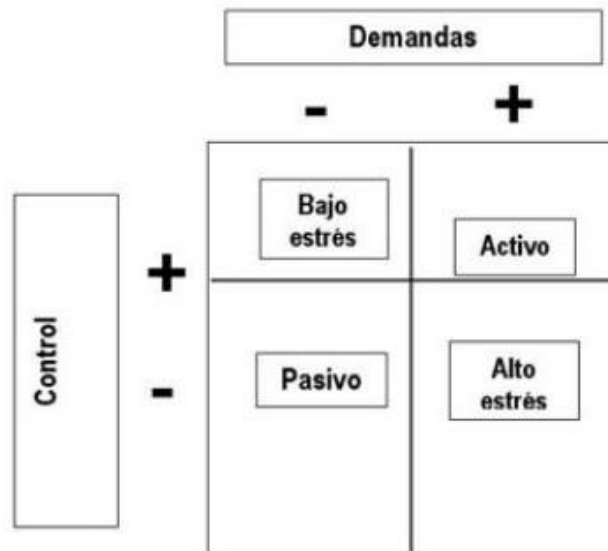 Demandas
- +
Bajo
estrés
Activo
+
Control
-
Pasivo
Alto
estrés